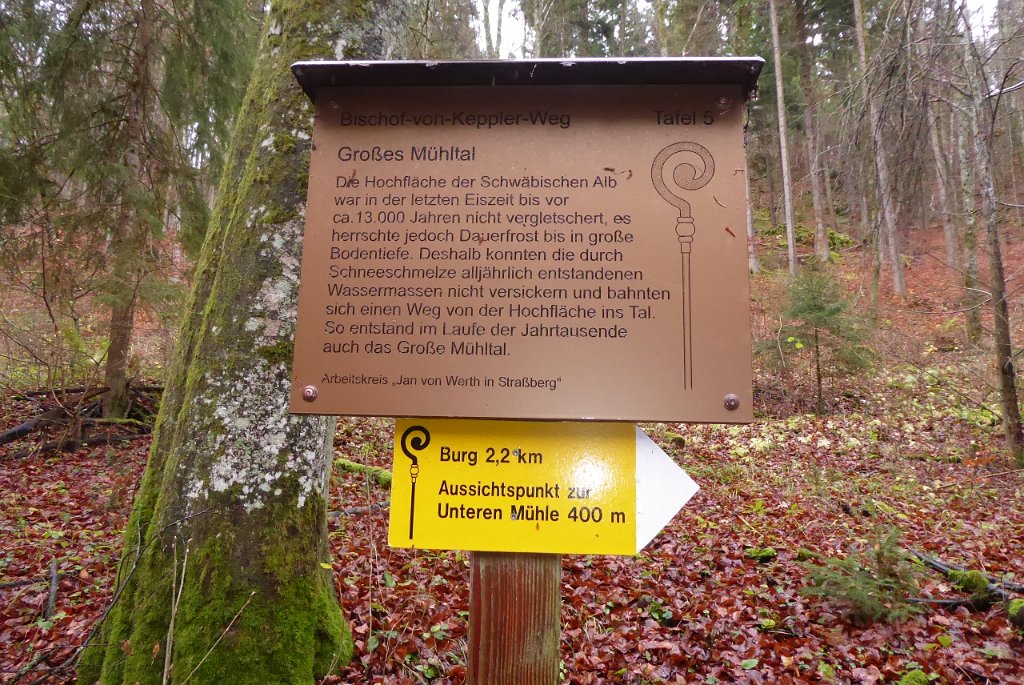 Bischof-von-Keppler-Weg Tafel 5
Großes Mühltal
Die Hochfläche der Schwäbischen Alb
war in der letzten Eiszeit bis vor
ca.13.000 Jahren nicht vergletschert, es
herrschte jedoch Dauerfrost bis in große
Bodentiefe. Deshalb konnten die durch
Schneeschmelze alljährlich entstandenen
Wassermassen nicht versickern und bahnten
sich einen Weg von der Hochfläche ins Tal.
So entstand im Laufe der Jahrtausende
auch das Große Mühltal.
Arbeitskreis „Jan von Werth in Straßberg"
Burg 2,2 km
Aussichtspunkt zur
Unteren Mühle 400 m